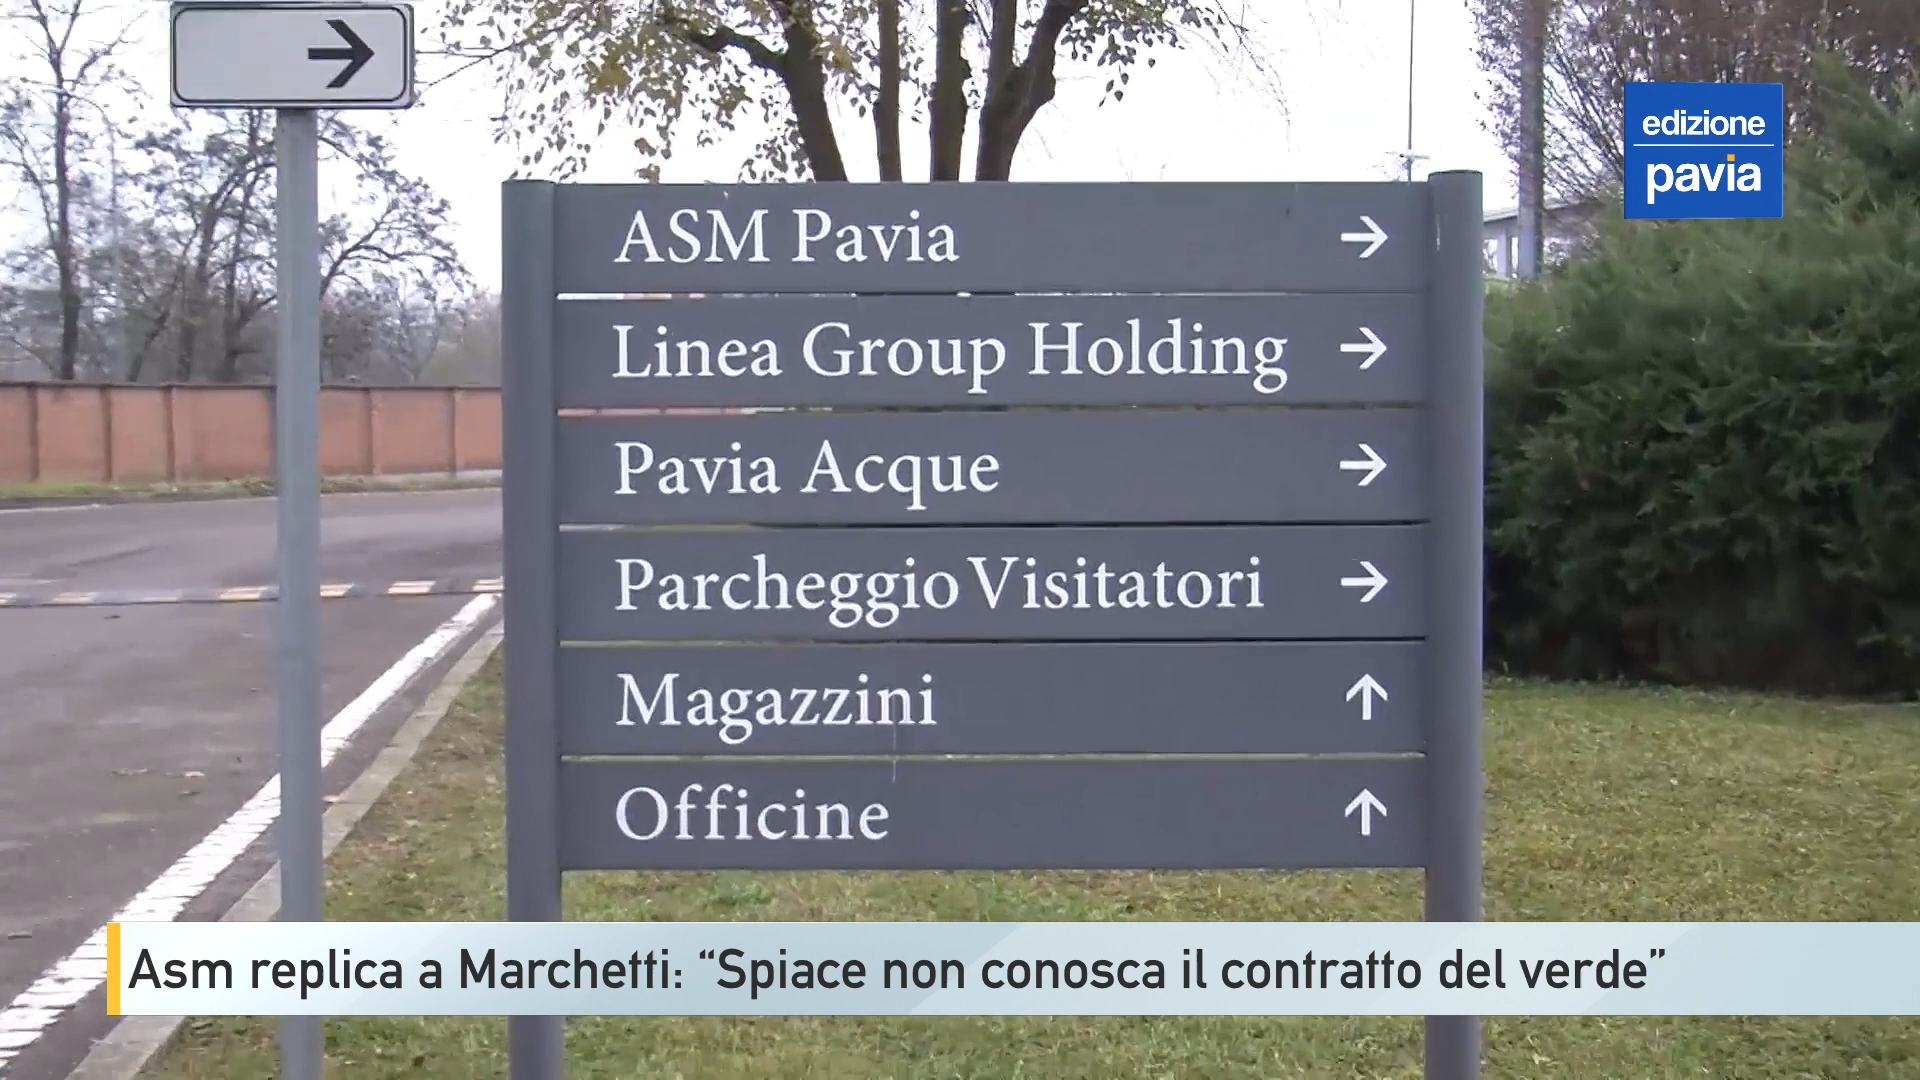 edizione
pavia
ASM Pavia
Linea Group Holding
Pavia Acque
Parcheggio Visitatori
Magazzini
Officine
Asm replica a Marchetti: “Spiace non conosca il contratto del verde”